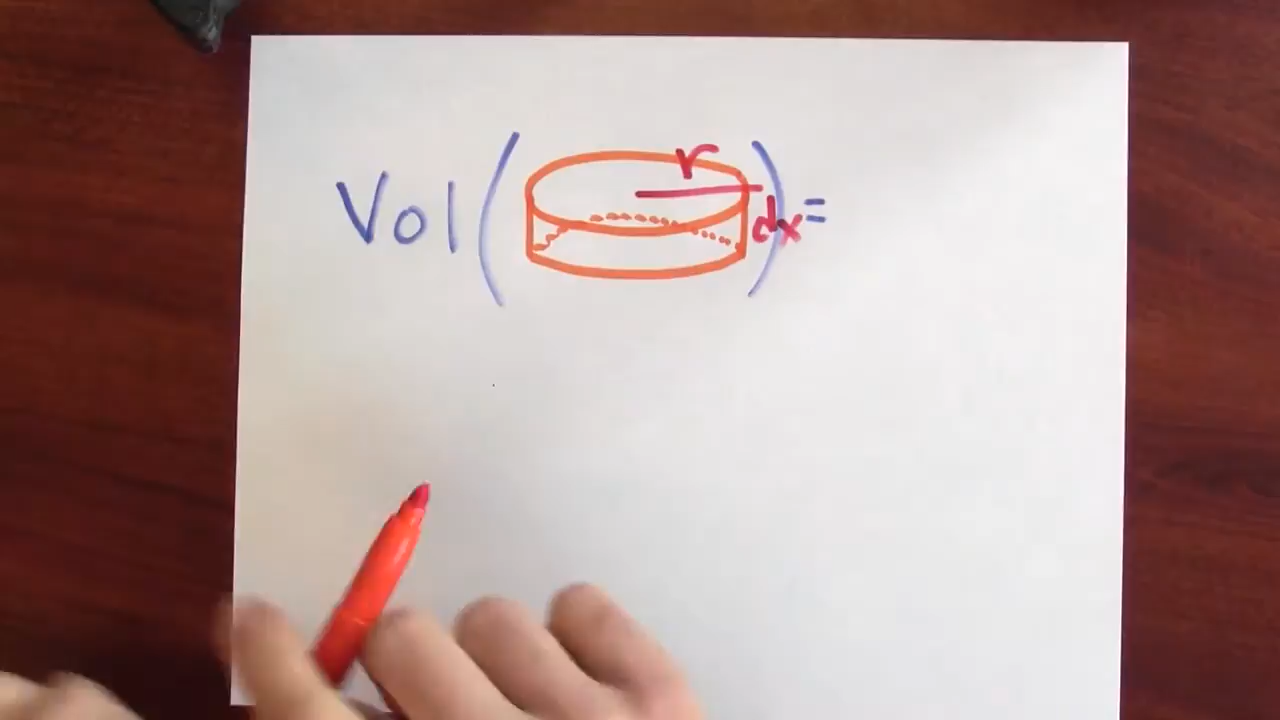 Vol ( r dx ) =